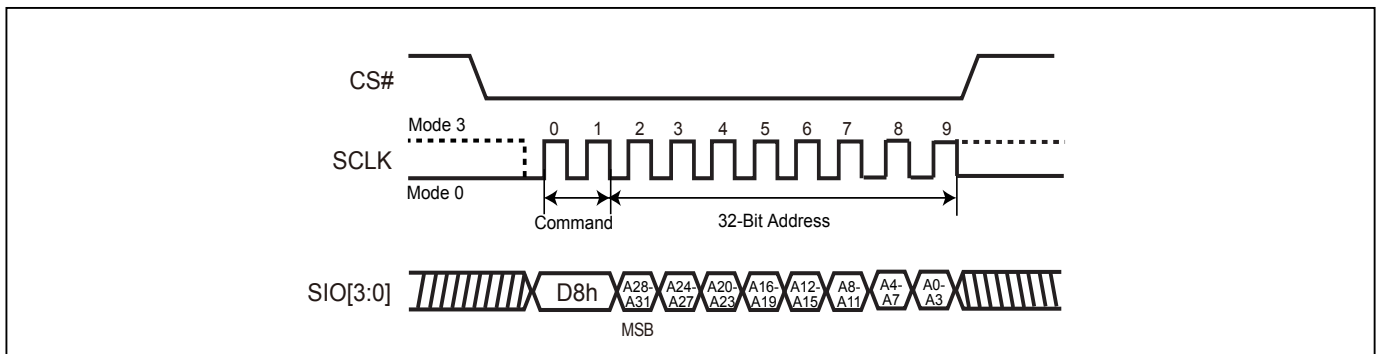 CS#
Mode 3
0 1 2 3 4 5 6 7 8 9
SCLK
Mode 0
Command
32-Bit Address
SIO[3:0]
D8h
A28-
A31
A24-
A27
A20-
A23
A16-
A19
A12-
A15
A8-
A11
A4-
A7
A0-
A3
MSB